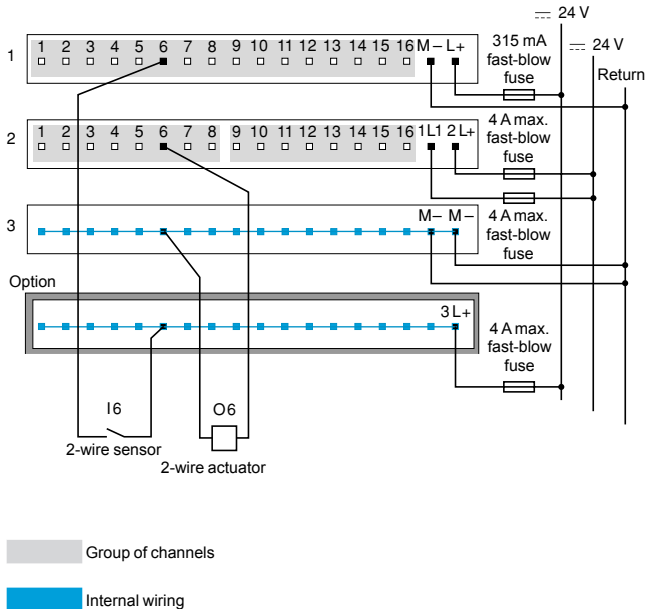 24 V
1
1 2 3 4 5 6 7 8 9 10 11 12 13 14 15 16 M – L+
315 mA
fast-blow
fuse
24 V
Return
2
1 2 3 4 5 6 7 8 9 10 11 12 13 14 15 16 1L1 2 L+
4 A max.
fast-blow
fuse
3
M– M–
4 A max.
fast-blow
fuse
Option
3 L+
4 A max.
fast-blow
fuse
I 6
2-wire sensor
O 6
2-wire actuator
Group of channels
Internal wiring